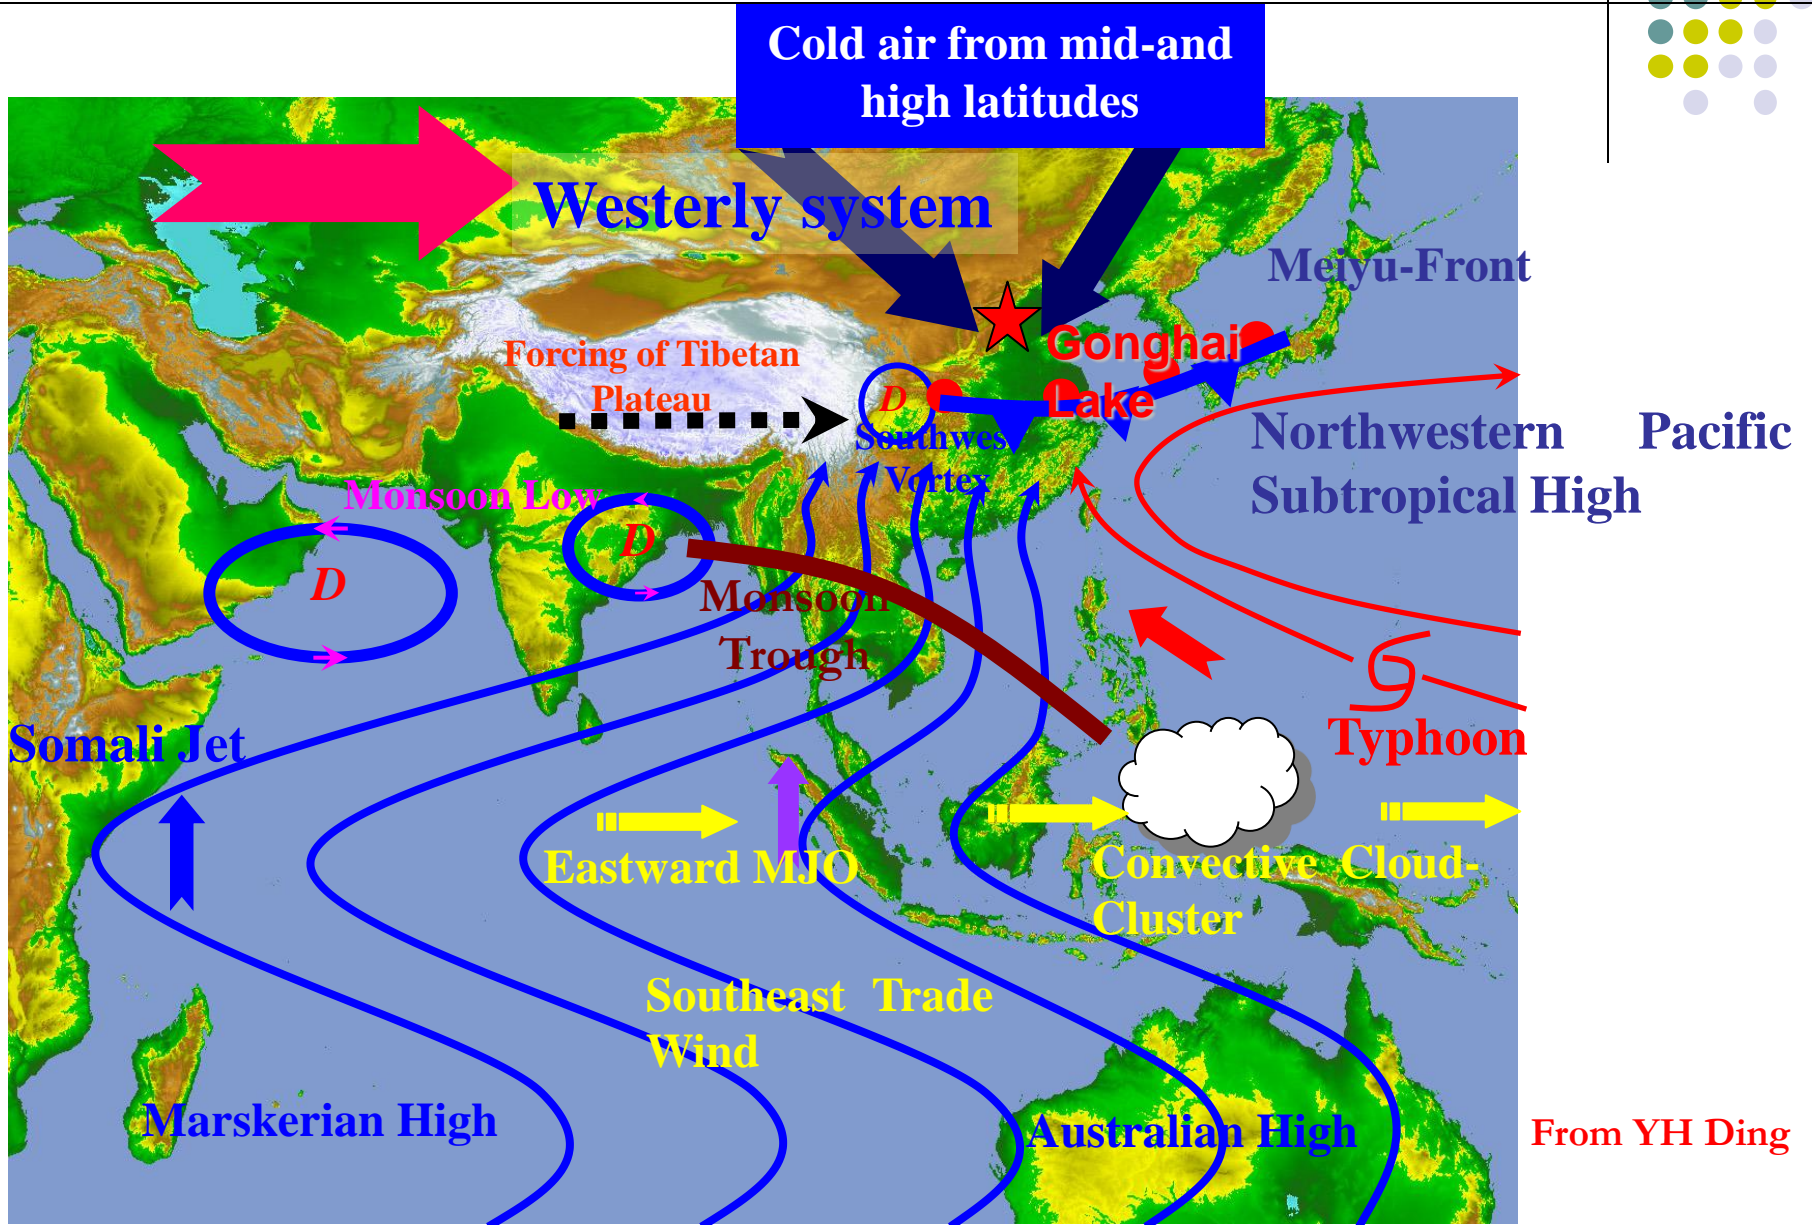 Cold air from mid-and
high latitudes
Westerly system
Meiyu-Front
Gonghai
Lake
Forcing of Tibetan
Plateau
D
Southwes
Vortex
Northwestern Pacific
Subtropical High
Monsoon Low
D
D
Monsoon
Trough
Somali Jet
Typhoon
Eastward MJO
Convective Cloud-
Cluster
Southeast Trade
Wind
Marskerian High
Australian High
From YH Ding